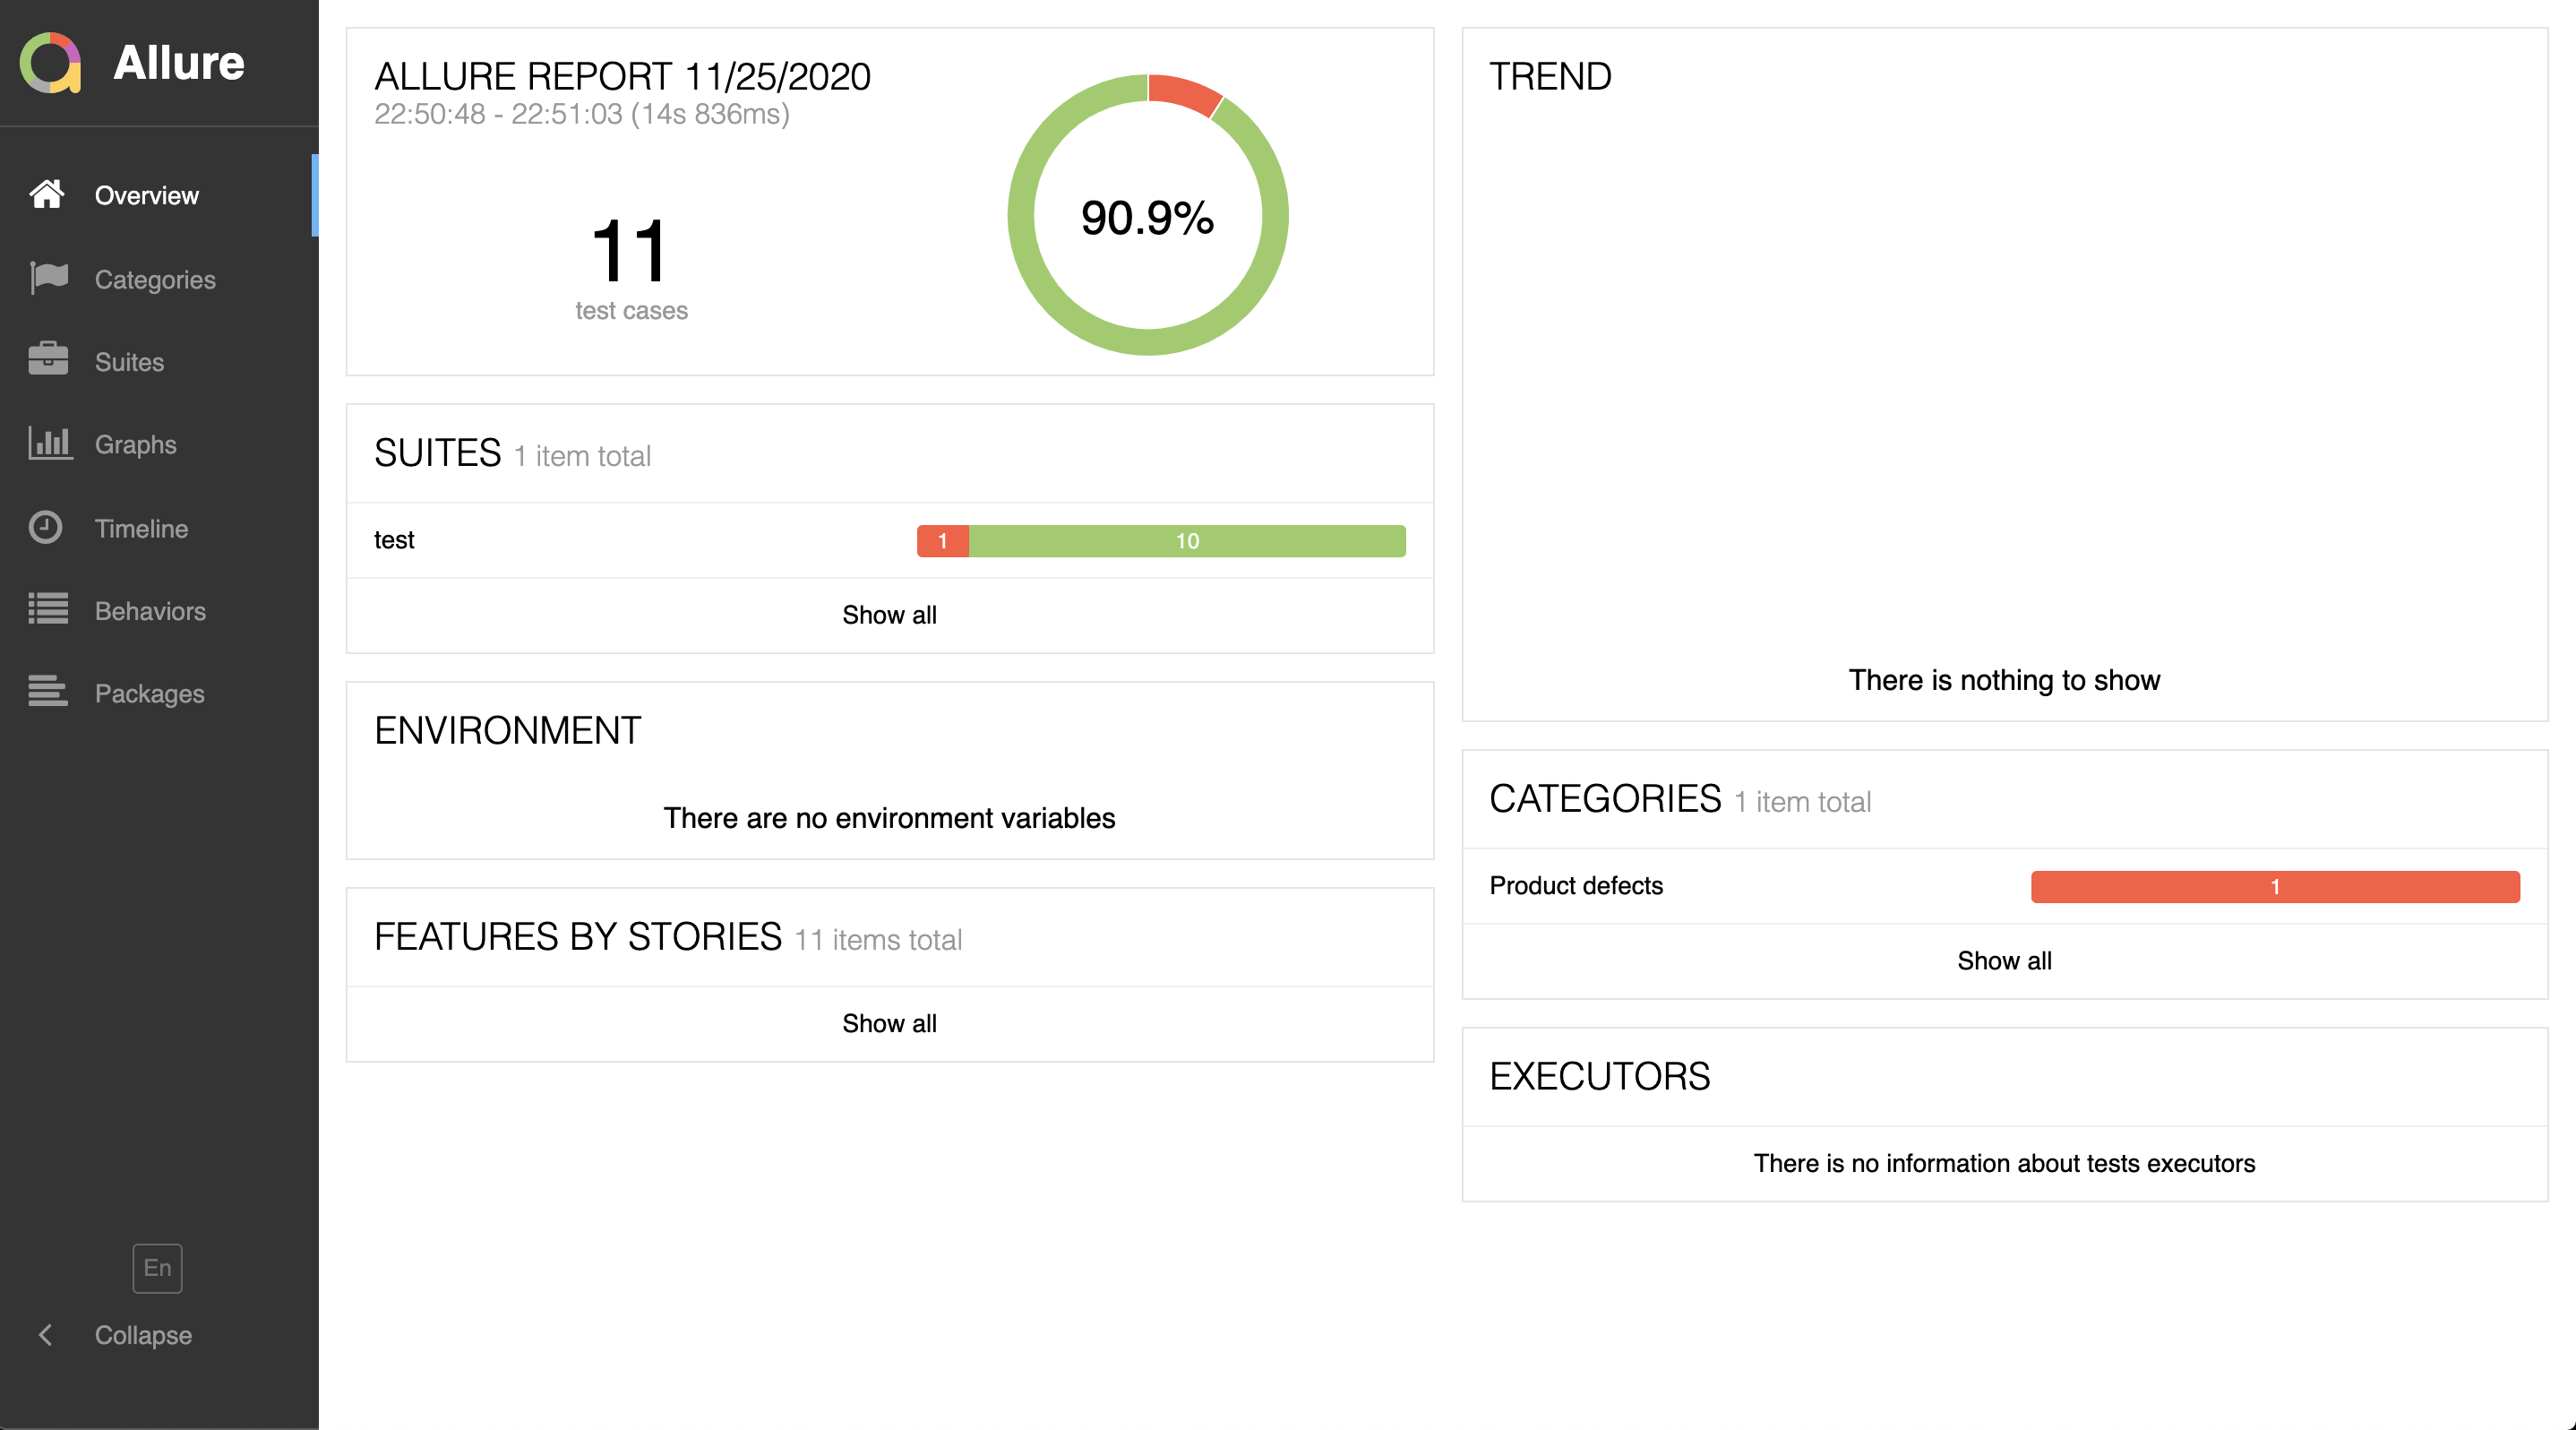 Allure
Overview
Categories
Suites
Graphs
Timeline
Behaviors
Packages
En
Collapse
ALLURE REPORT 11/25/2020
22:50:48 - 22:51:03 (14s 836ms)
11
test cases
90.9%
SUITES 1 item total
test 1 10
Show all
ENVIRONMENT
There are no environment variables
FEATURES BY STORIES 11 items total
Show all
TREND
There is nothing to show
CATEGORIES 1 item total
Product defects 1
Show all
EXECUTORS
There is no information about tests executors